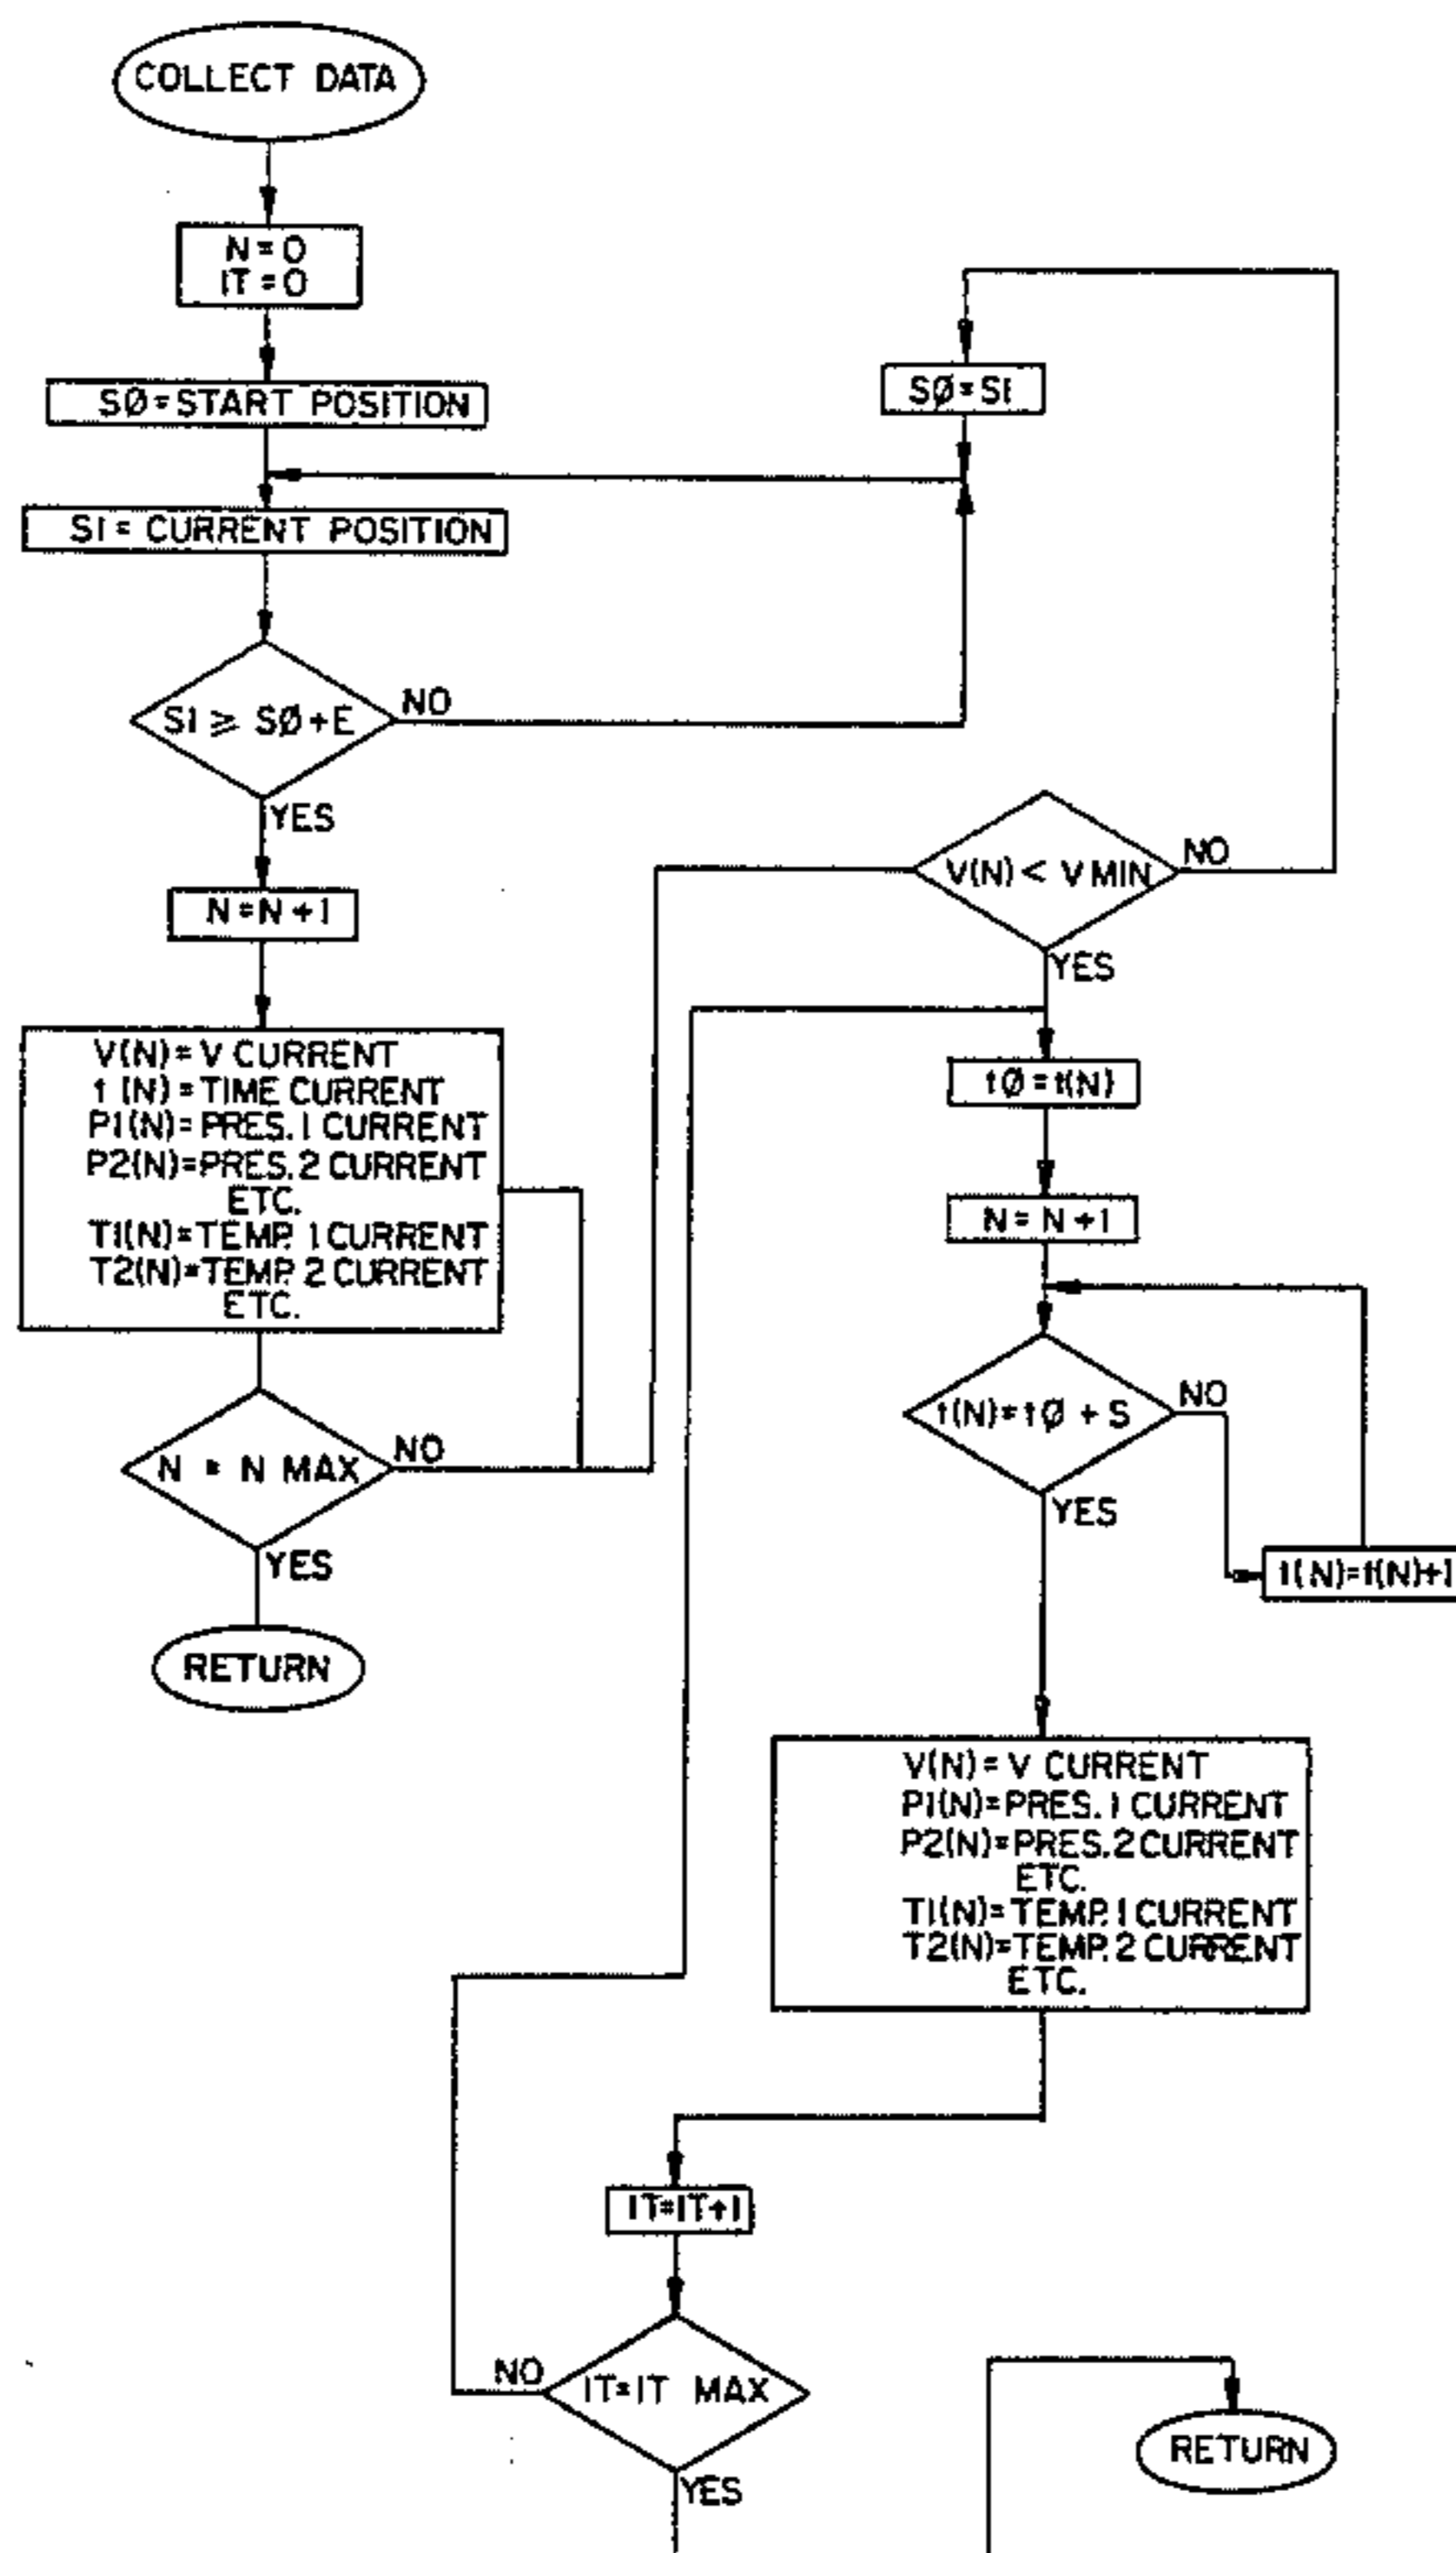 COLLECT DATA
N=0
IT=0
SØ=START POSITION
S1= CURRENT POSITION
S1 ≥ SØ+E
NO
YES
N=N+1
V(N)=V CURRENT
t(N)=TIME CURRENT
P1(N)=PRES. 1 CURRENT
P2(N)=PRES. 2 CURRENT
ETC.
T1(N)=TEMP. 1 CURRENT
T2(N)=TEMP. 2 CURRENT
ETC.
N = N MAX
NO
YES
RETURN
SØ=S1
V(N)< V MIN
NO
YES
tØ=t(N)
N=N+1
t(N)=tØ+S
NO
YES
t(N)=t(N)+1
V(N)=V CURRENT
P1(N)=PRES. 1 CURRENT
P2(N)=PRES. 2 CURRENT
ETC.
T1(N)=TEMP. 1 CURRENT
T2(N)=TEMP. 2 CURRENT
ETC.
IT=IT+1
IT=IT MAX
NO
YES
RETURN